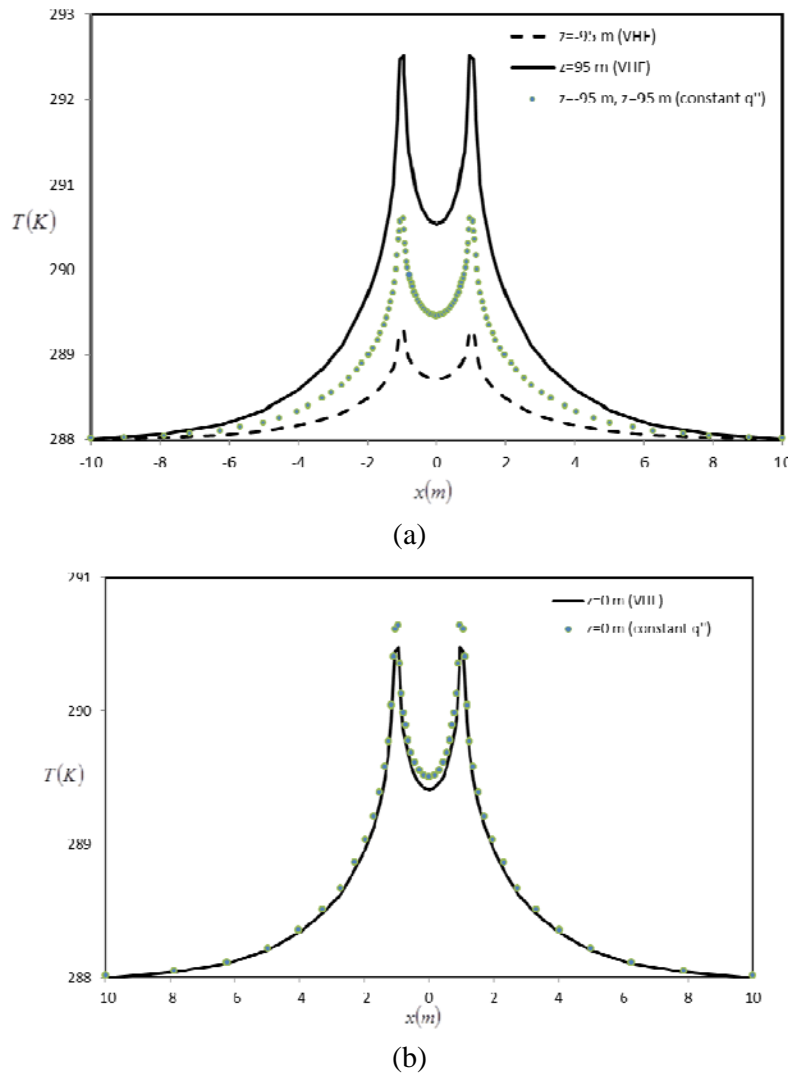 293
z=-95 m (VHF)
z=95 m (VHF)
z=-95 m, z=95 m (constant q")
292
291
T(K)
290
289
288
-10 -8 -6 -4 -2 0 2 4 6 8 10
x(m)
(a)
291
z=0 m (VHF)
z=0 m (constant q")
290
T(K)
289
288
10 8 6 4 2 0 2 4 6 8 10
x(m)
(b)